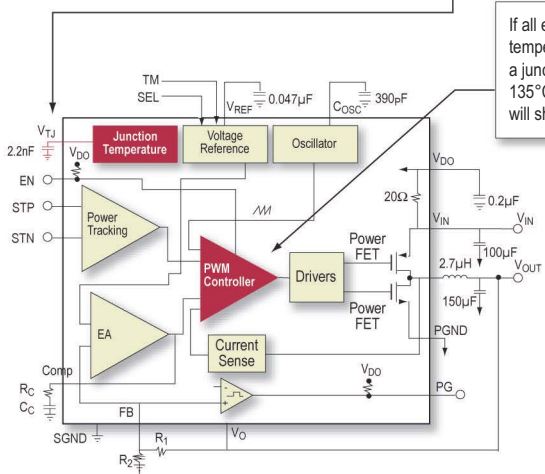 If all e
tempe
a junc
135°C
will sh
TM
SEL
VREF
0.047µF
COSC
390pF
VTJ
2.2nF
Junction
Temperature
Voltage
Reference
Oscillator
VDO
EN
STP
STN
Power
Tracking
PWM
Controller
Drivers
Power
FET
Power
FET
VDO
20Ω
0.2µF
VIN
VIN
100µF
2.7µH
VOUT
150µF
PGND
EA
Current
Sense
Comp
RC
CC
VDO
PG
FB
SGND
R1
R2
VO